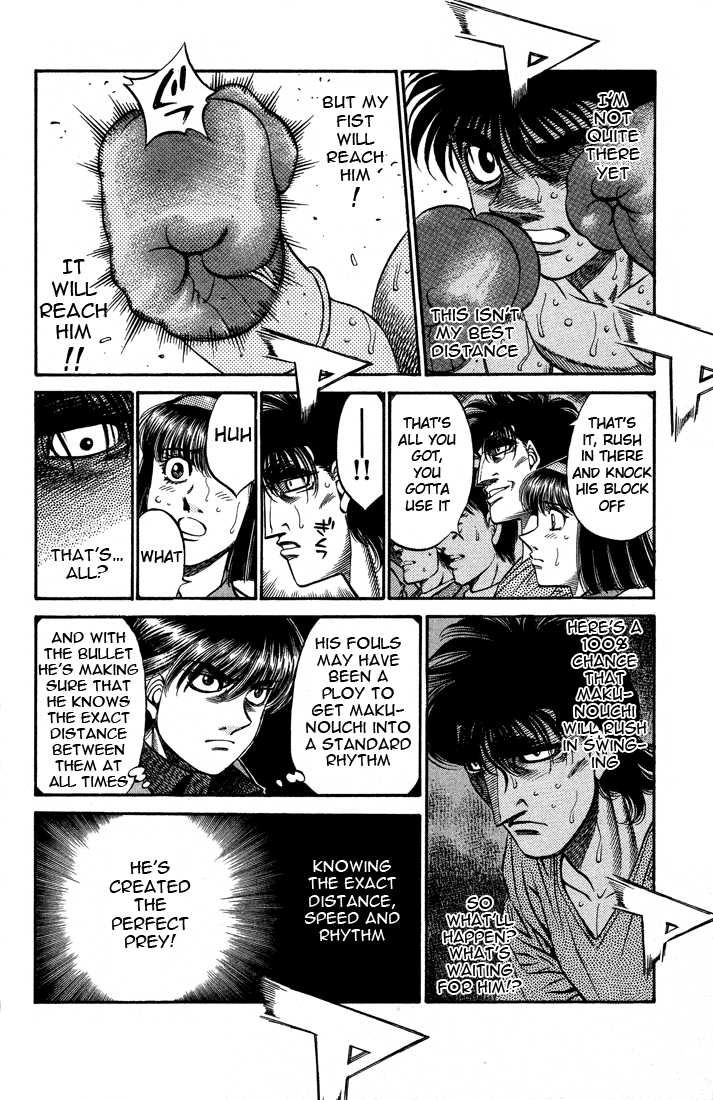 I'M
NOT
QUITE
THERE
YET
THIS ISN'T
MY BEST
DISTANCE
BUT MY
FIST
WILL
REACH
HIM
!
IT
WILL
REACH
HIM
!!
THAT'S
IT, RUSH
IN THERE
AND KNOCK
HIS BLOCK
OFF
THAT'S
ALL YOU
GOT,
YOU
GOTTA
USE IT
—!!
HUH
WHAT
THAT'S...
ALL?
HERE'S A
100%
CHANCE
THAT
MAKU-
NOUCHI
WILL RUSH
IN SWING-
ING
SO
WHAT'LL
HAPPEN?
WHAT'S
WAITING
FOR HIM!?
HIS FOULS
MAY HAVE
BEEN A
PLOY TO
GET MAKU-
NOUCHI INTO
A STANDARD
RHYTHM
AND WITH
THE BULLET
HE'S MAKING
SURE THAT
HE KNOWS
THE EXACT
DISTANCE
BETWEEN
THEM AT
ALL TIMES
KNOWING
THE EXACT
DISTANCE,
SPEED AND
RHYTHM
HE'S
CREATED
THE
PERFECT
PREY!